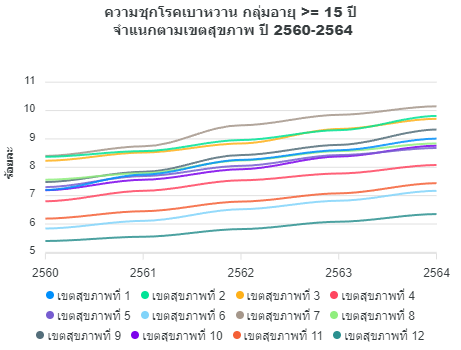 ความชุกโรคเบาหวาน กลุ่มอายุ >= 15 ปี
จำแนกตามเขตสุขภาพ ปี 2560-2564
11
10
9
8
7
6
5
ร้อยละ
2560 2561 2562 2563 2564
เขตสุขภาพที่ 1 เขตสุขภาพที่ 2 เขตสุขภาพที่ 3 เขตสุขภาพที่ 4
เขตสุขภาพที่ 5 เขตสุขภาพที่ 6 เขตสุขภาพที่ 7 เขตสุขภาพที่ 8
เขตสุขภาพที่ 9 เขตสุขภาพที่ 10 เขตสุขภาพที่ 11 เขตสุขภาพที่ 12